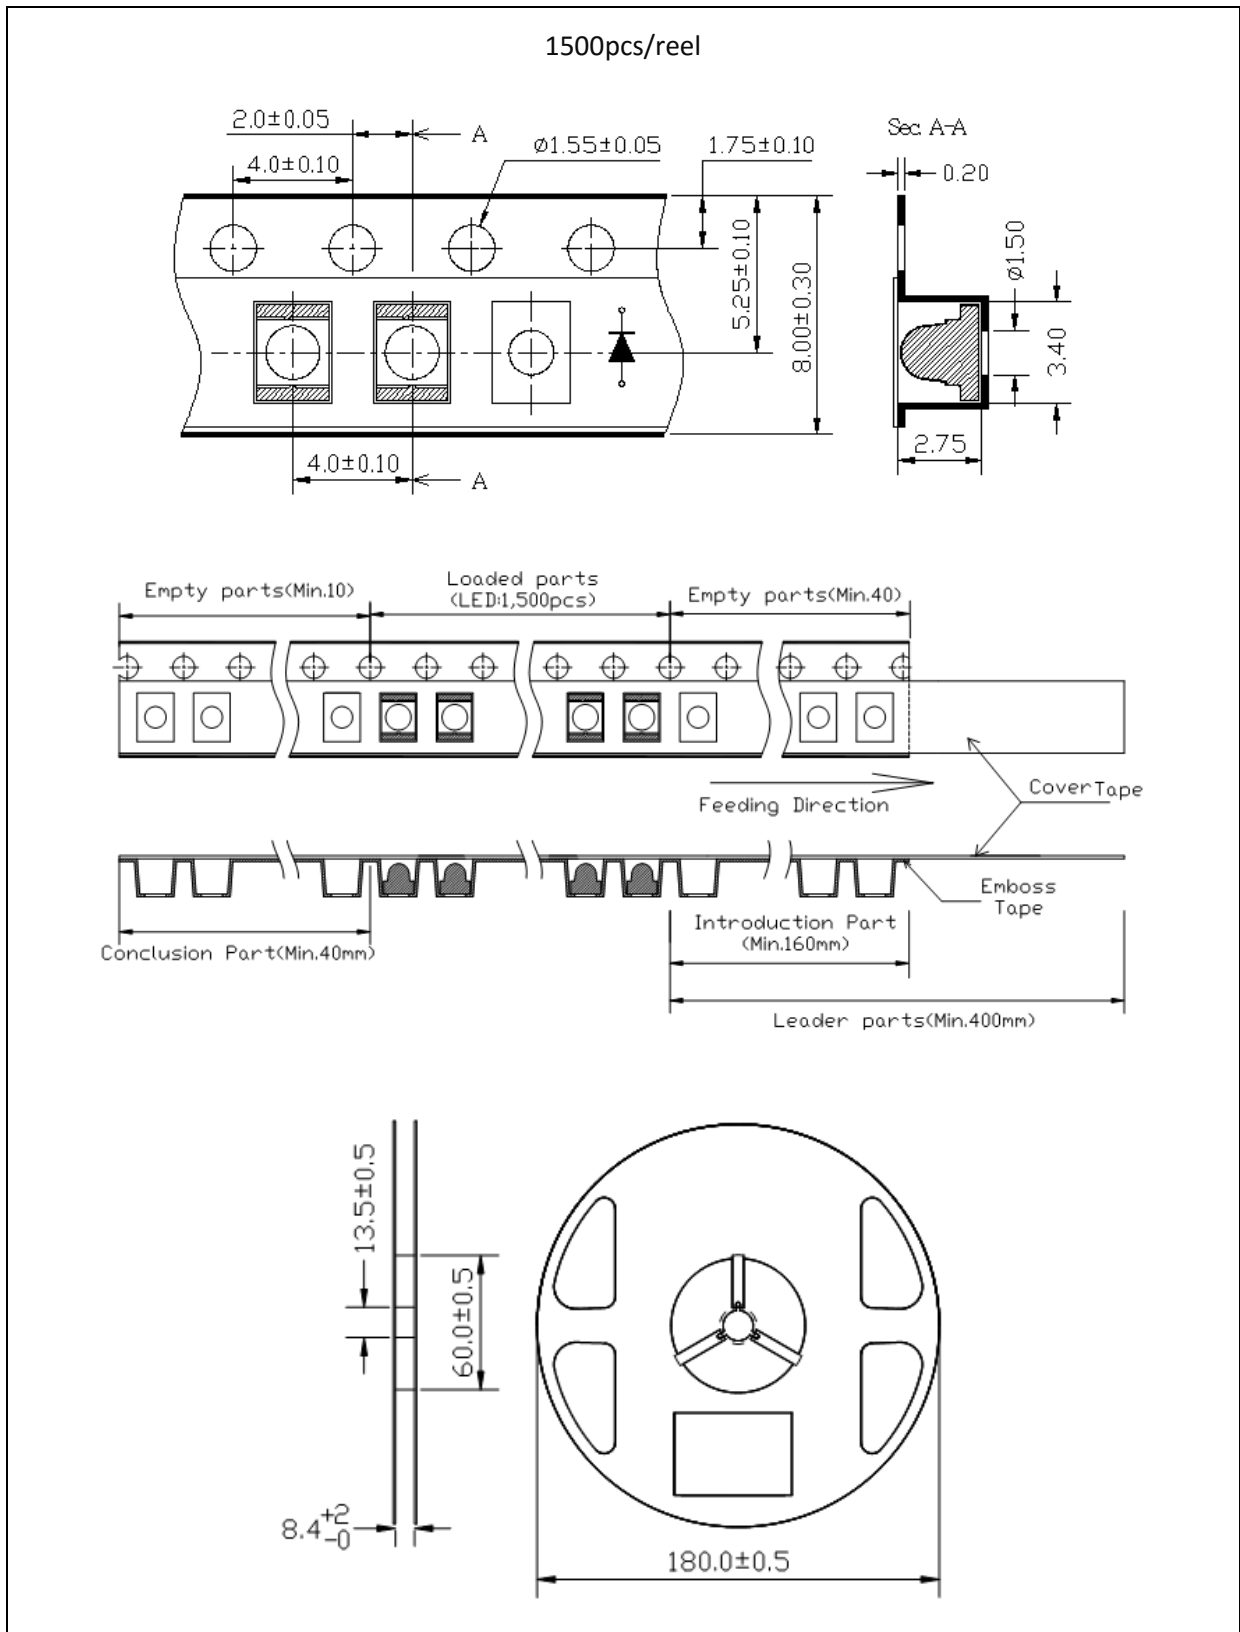 1500pcs/reel
2.0±0.05
A
Sec. A-A
ø1.55±0.05
1.75±0.10
4.0±0.10
0.20
5.25±0.10
8.00±0.30
ø1.50
3.40
2.75
4.0±0.10
A
Empty parts(Min.10)
Loaded parts
(LED:1,500pcs)
Empty parts(Min.40)
Feeding Direction
CoverTape
Emboss
Tape
Introduction Part
(Min.160mm)
Conclusion Part(Min.40mm)
Leader parts(Min.400mm)
13.5±0.5
60.0±0.5
8.4+2-0
180.0±0.5